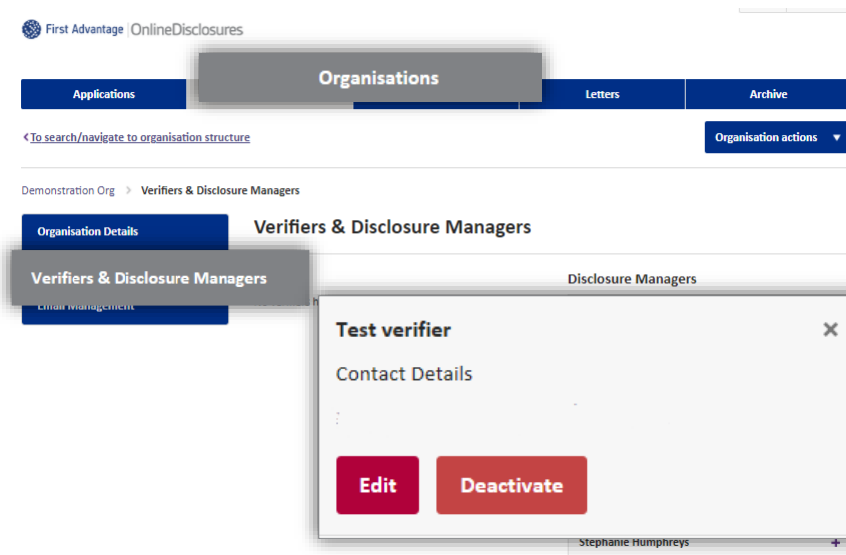 First Advantage OnlineDisclosures
Applications
Organisations
Letters
Archive
To search/navigate to organisation structure
Organisation actions
Demonstration Org > Verifiers & Disclosure Managers
Organisation Details
Verifiers & Disclosure Managers
Verifiers & Disclosure Managers
Disclosure Managers
Email Management
Test verifier
Contact Details
Edit
Deactivate
Stephanie Humphreys